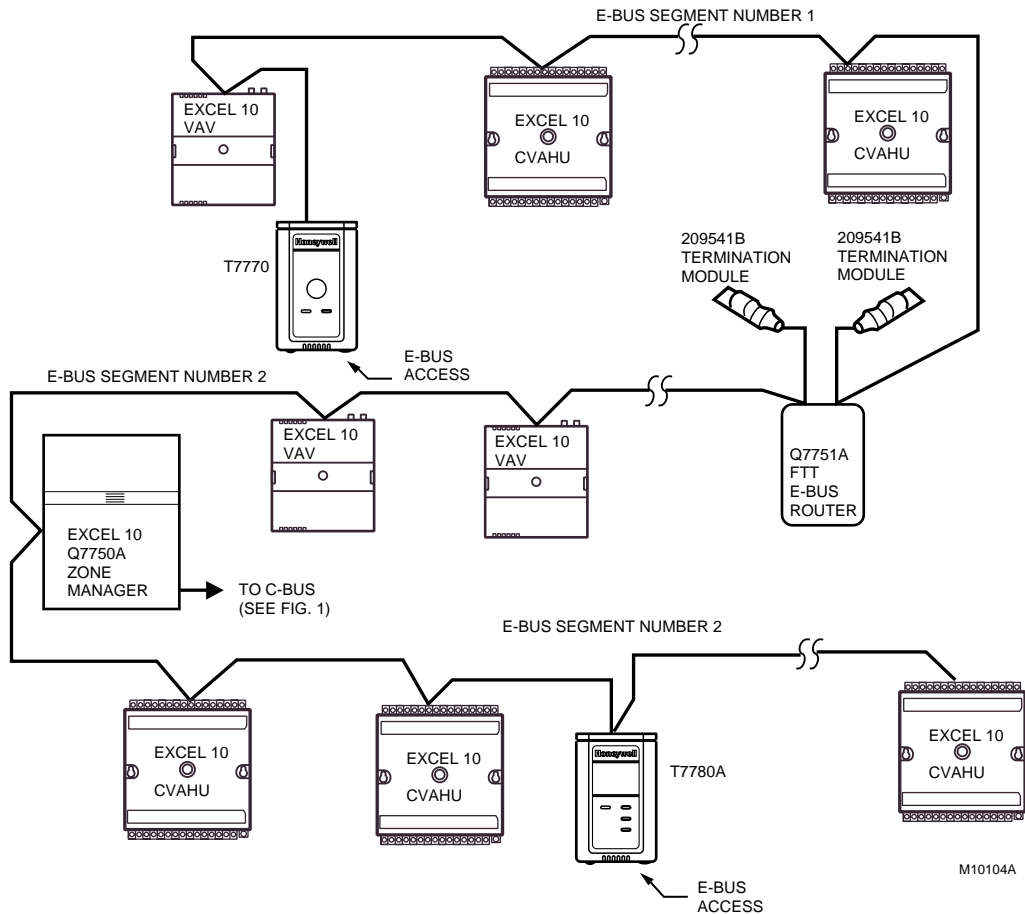 E-BUS SEGMENT NUMBER 1
EXCEL 10
VAV
EXCEL 10
CVAHU
EXCEL 10
CVAHU
Honeywell
T7770
209541B
TERMINATION
MODULE
209541B
TERMINATION
MODULE
E-BUS
ACCESS
E-BUS SEGMENT NUMBER 2
EXCEL 10
VAV
EXCEL 10
VAV
Q7751A
FTT
E-BUS
ROUTER
EXCEL 10
Q7750A
ZONE
MANAGER
TO C-BUS
(SEE FIG. 1)
E-BUS SEGMENT NUMBER 2
EXCEL 10
CVAHU
EXCEL 10
CVAHU
Honeywell
T7780A
EXCEL 10
CVAHU
E-BUS
ACCESS
M10104A